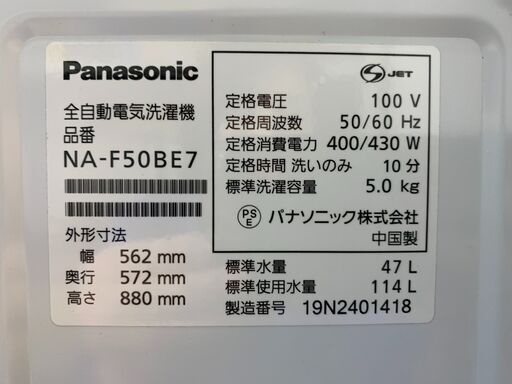 Panasonic
全自動電気洗濯機
品番
NA-F50BE7
外形寸法
幅 562 mm
奥行 572 mm
高さ 880 mm
S JET
定格電圧 100 V
定格周波数 50/60 Hz
定格消費電力 400/430 W
定格時間 洗いのみ 10 分
標準洗濯容量 5.0 kg
PS E パナソニック株式会社
中国製
標準水量 47 L
標準使用水量 114 L
製造番号 19N2401418